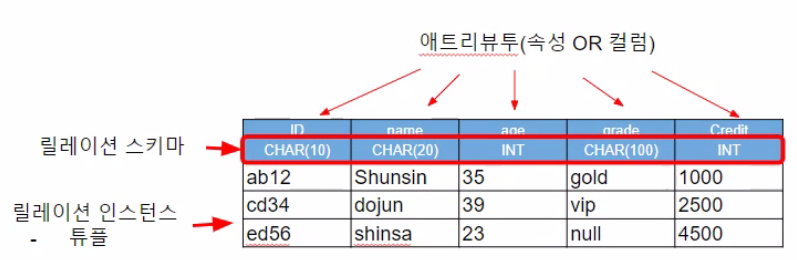 애트리뷰투(속성 OR 컬럼)
ID name age grade Credit
릴레이션 스키마 CHAR(10) CHAR(20) INT CHAR(100) INT
ab12 Shunsin 35 gold 1000
릴레이션 인스턴스 cd34 dojun 39 vip 2500
- 튜플 ed56 shinsa 23 null 4500